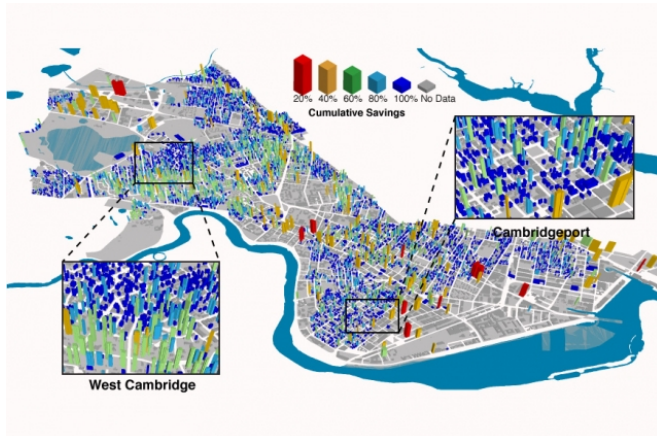 20% 40% 60% 80% 100% No Data
Cumulative Savings
Cambridgeport
West Cambridge